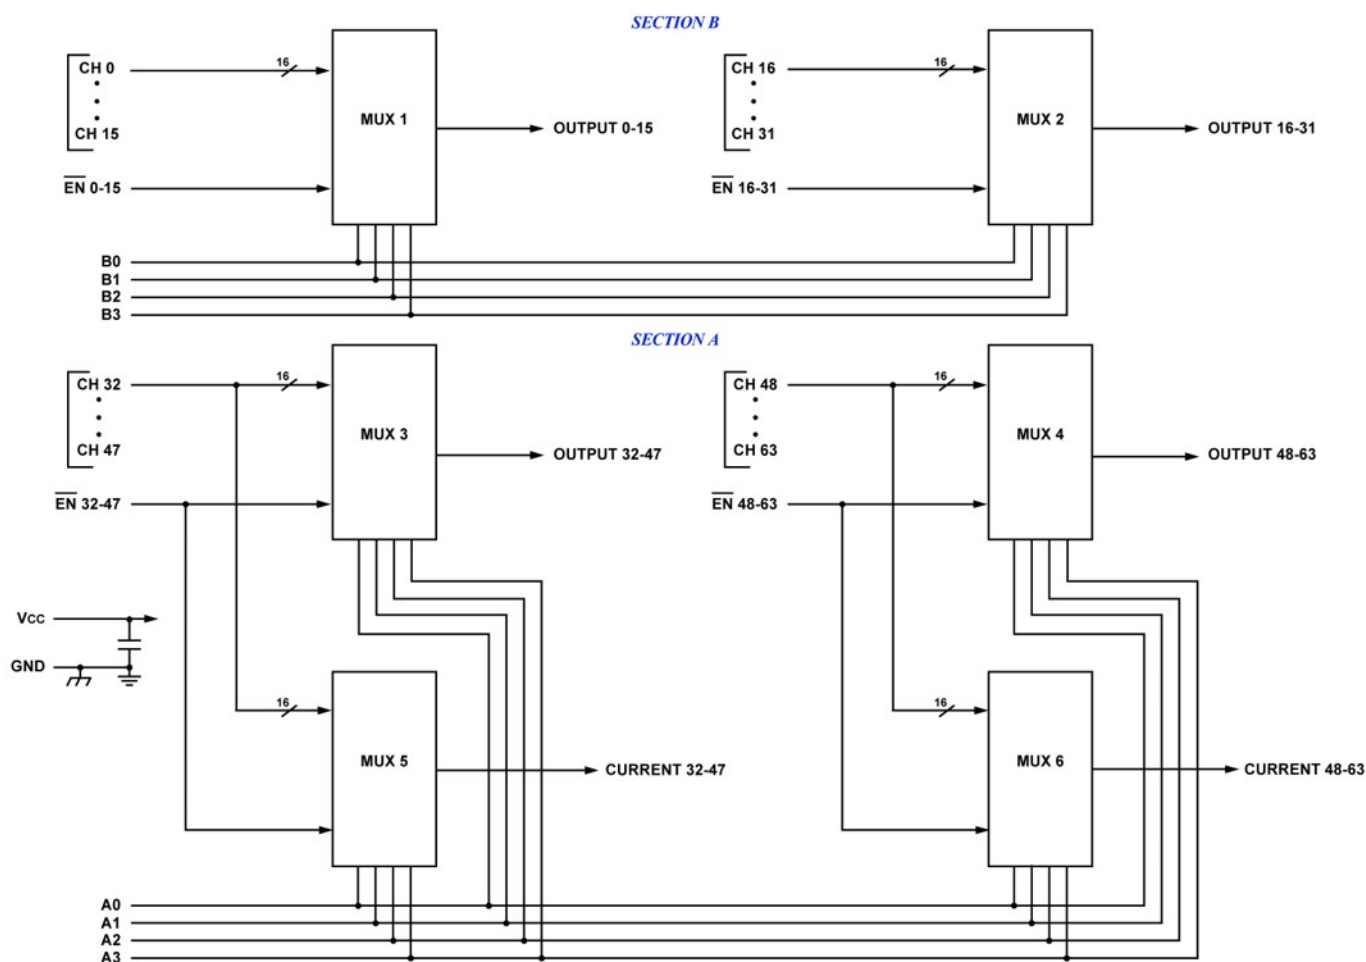 SECTION B
CH 0
CH 15
EN 0-15
16
MUX 1
OUTPUT 0-15
CH 16
CH 31
EN 16-31
16
MUX 2
OUTPUT 16-31
B0
B1
B2
B3
SECTION A
CH 32
CH 47
EN 32-47
16
MUX 3
OUTPUT 32-47
CH 48
CH 63
EN 48-63
16
MUX 4
OUTPUT 48-63
VCC
GND
16
MUX 5
CURRENT 32-47
16
MUX 6
CURRENT 48-63
A0
A1
A2
A3